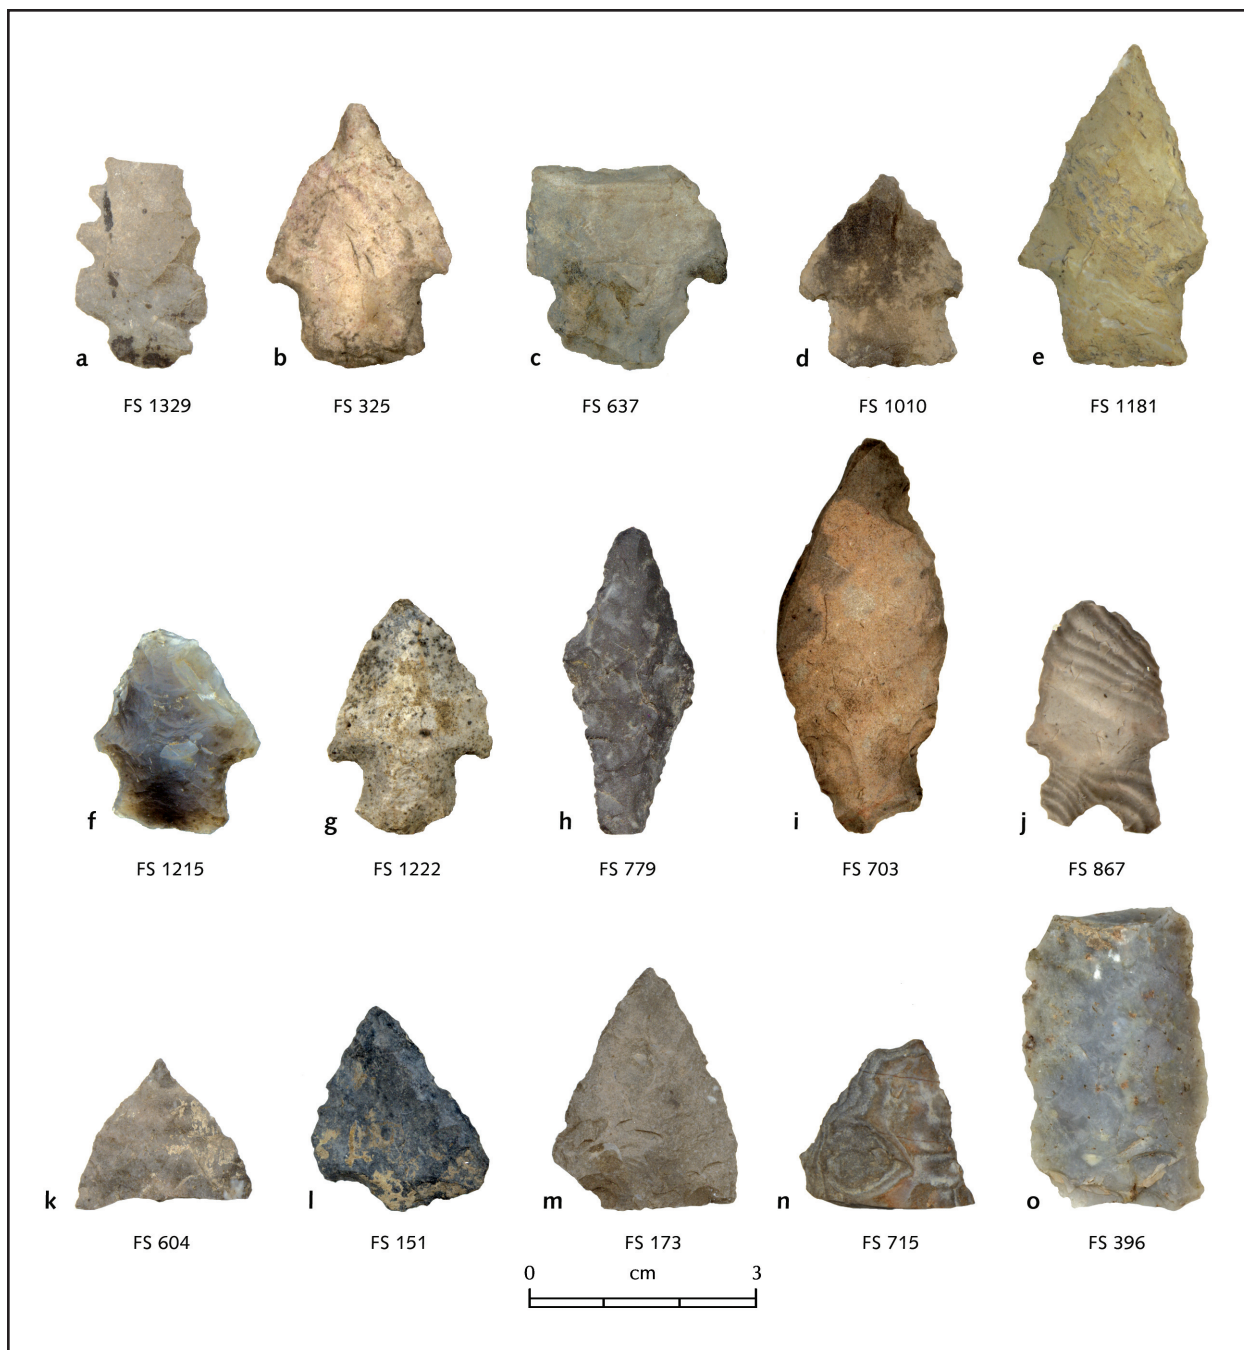 a b c d e
FS 1329 FS 325 FS 637 FS 1010 FS 1181
f g h i j
FS 1215 FS 1222 FS 779 FS 703 FS 867
k l m n o
FS 604 FS 151 FS 173 FS 715 FS 396
0 cm 3